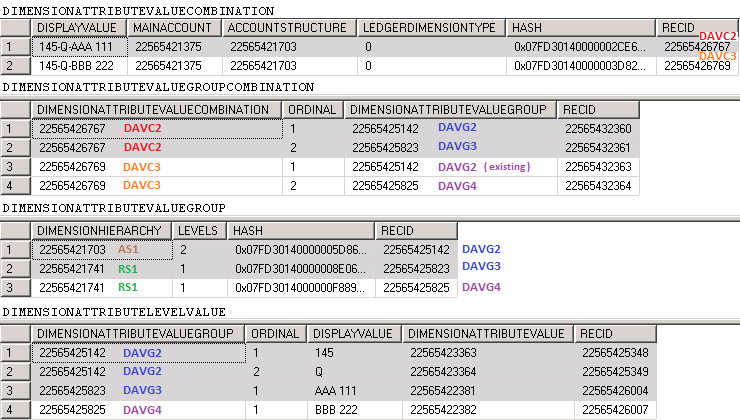 DIMENSIONATTRIBUTEVALUECOMBINATION
DISPLAYVALUE MAINACCOUNT ACCOUNTSTRUCTURE LEDGERDIMENSIONTYPE HASH RECID DAVC2
1 145-Q-AAA 111 22565421375 22565421703 0 0x07FD30140000002CE6... 22565426767 DAVC3
2 145-Q-BBB 222 22565421375 22565421703 0 0x07FD30140000003D82... 22565426769
DIMENSIONATTRIBUTEVALUEGROUPCOMBINATION
DIMENSIONATTRIBUTEVALUECOMBINATION ORDINAL DIMENSIONATTRIBUTEVALUEGROUP RECID
1 22565426767 DAVC2 1 22565425142 DAVG2 22565432360
2 22565426767 DAVC2 2 22565425823 DAVG3 22565432361
3 22565426769 DAVC3 1 22565425142 DAVG2 (existing) 22565432363
4 22565426769 DAVC3 2 22565425825 DAVG4 22565432364
DIMENSIONATTRIBUTEVALUEGROUP
DIMENSIONHIERARCHY LEVELS HASH RECID
1 22565421703 AS1 2 0x07FD30140000005D86... 22565425142 DAVG2
2 22565421741 RS1 1 0x07FD30140000008E06... 22565425823 DAVG3
3 22565421741 RS1 1 0x07FD3014000000F889... 22565425825 DAVG4
DIMENSIONATTRIBUTELEVELVALUE
DIMENSIONATTRIBUTEVALUEGROUP ORDINAL DISPLAYVALUE DIMENSIONATTRIBUTEVALUE RECID
1 22565425142 DAVG2 1 145 22565423363 22565425348
2 22565425142 DAVG2 2 Q 22565423364 22565425349
3 22565425823 DAVG3 1 AAA 111 22565422381 22565426004
4 22565425825 DAVG4 1 BBB 222 22565422382 22565426007